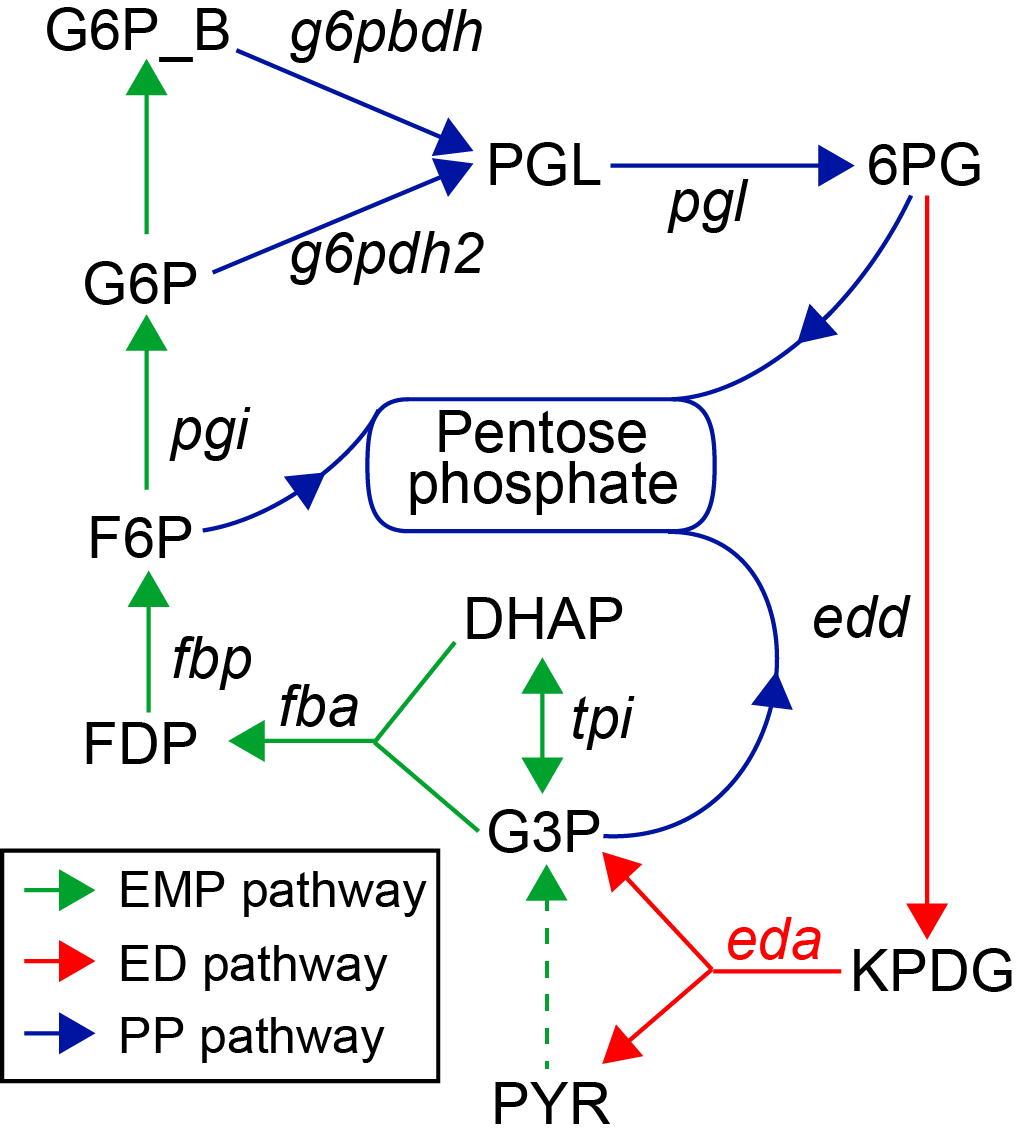 G6P_B
g6pbdh
PGL
pgl
6PG
G6P
g6pdh2
pgi
Pentose
phosphate
F6P
DHAP
edd
fbp
fba
tpi
FDP
G3P
EMP pathway
ED pathway
PP pathway
eda
KPDG
PYR